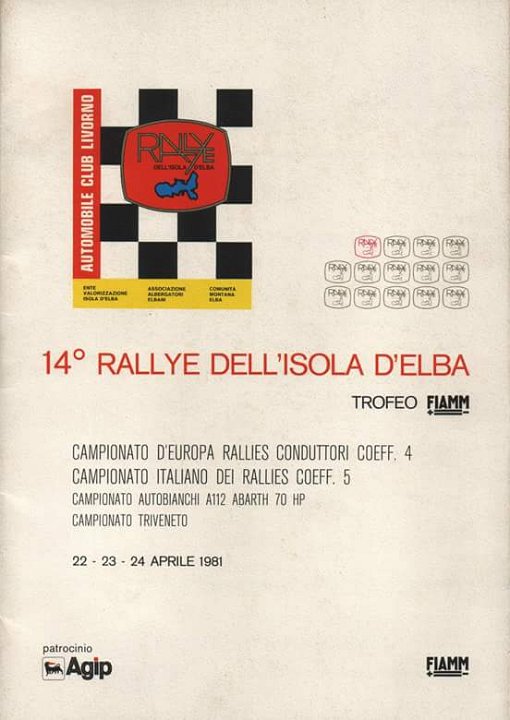 AUTOMOBILE CLUB LIVORNO
RALLYE
DELL'ISOLA D'ELBA
ENTE
VALORIZZAZIONE
ISOLA D'ELBA
ASSOCIAZIONE
ALBERGATORI
ELBANI
COMUNITÀ
MONTANA
ELBA
14° RALLYE DELL'ISOLA D'ELBA
TROFEO FIAMM
CAMPIONATO D'EUROPA RALLIES CONDUTTORI COEFF. 4
CAMPIONATO ITALIANO DEI RALLIES COEFF. 5
CAMPIONATO AUTOBIANCHI A112 ABARTH 70 HP
CAMPIONATO TRIVENETO
22 - 23 - 24 APRILE 1981
patrocinio
Agip
FIAMM